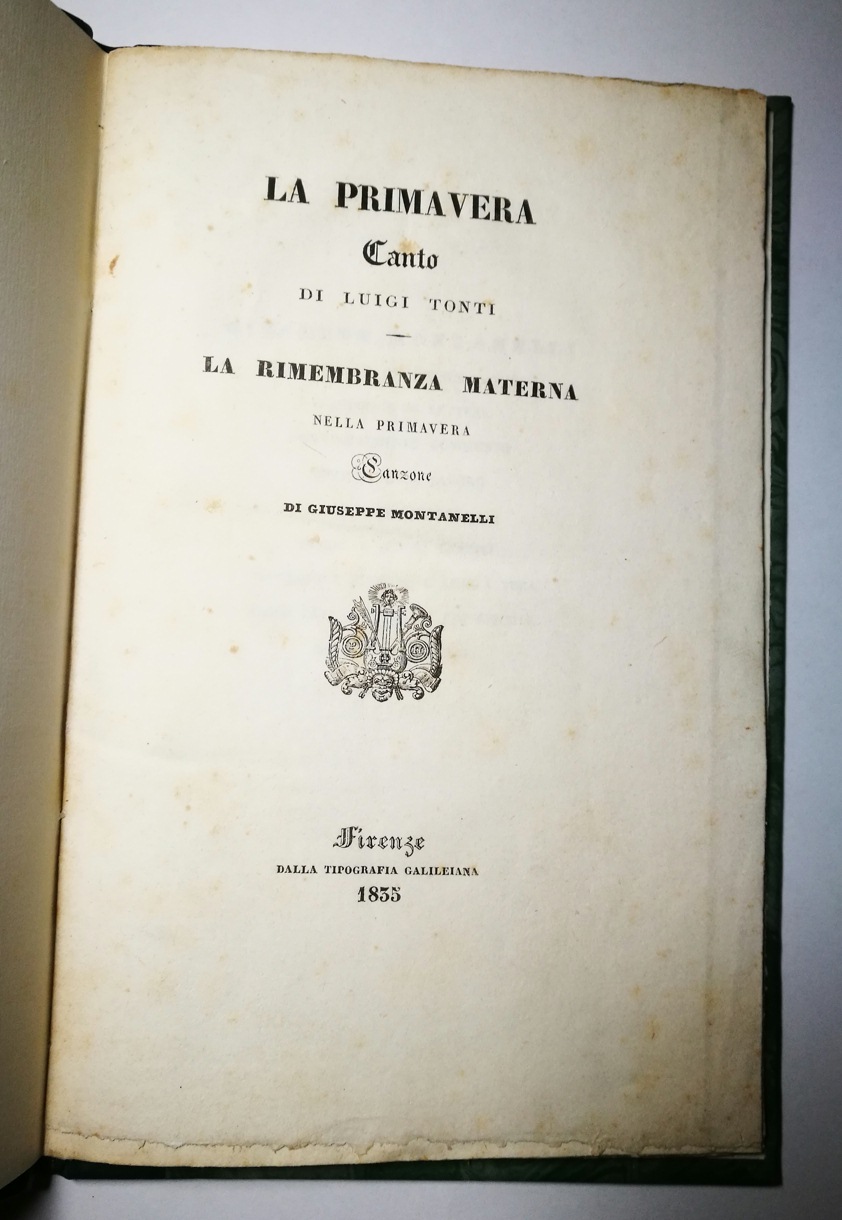 LA PRIMAVERA
Canto
DI LUIGI TONTI
LA RIMEMBRANZA MATERNA
NELLA PRIMAVERA
Canzone
DI GIUSEPPE MONTANELLI
Firenze
DALLA TIPOGRAFIA GALILEIANA
1835